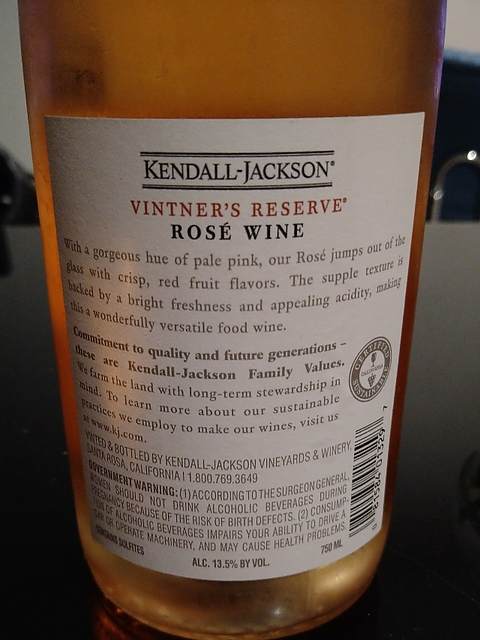 KENDALL-JACKSON®
VINTNER'S RESERVE®
ROSÉ WINE
With a gorgeous hue of pale pink, our Rosé jumps out of the
glass with crisp, red fruit flavors. The supple texture is
backed by a bright freshness and appealing acidity, making
this a wonderfully versatile food wine.
Commitment to quality and future generations –
these are Kendall-Jackson Family Values.
We farm the land with long-term stewardship in
mind. To learn more about our sustainable
practices we employ to make our wines, visit us
at www.kj.com.
CERTIFIED
VINTED & BOTTLED BY KENDALL-JACKSON VINEYARDS & WINERY,
SANTA ROSA, CALIFORNIA | 1.800.769.3649
GOVERNMENT WARNING: (1) ACCORDING TO THE SURGEON GENERAL,
WOMEN SHOULD NOT DRINK ALCOHOLIC BEVERAGES DURING
PREGNANCY BECAUSE OF THE RISK OF BIRTH DEFECTS. (2) CONSUMP-
TION OF ALCOHOLIC BEVERAGES IMPAIRS YOUR ABILITY TO DRIVE A
CAR OR OPERATE MACHINERY, AND MAY CAUSE HEALTH PROBLEMS.
CONTAINS SULFITES
750 ML
ALC. 13.5% BY VOL.